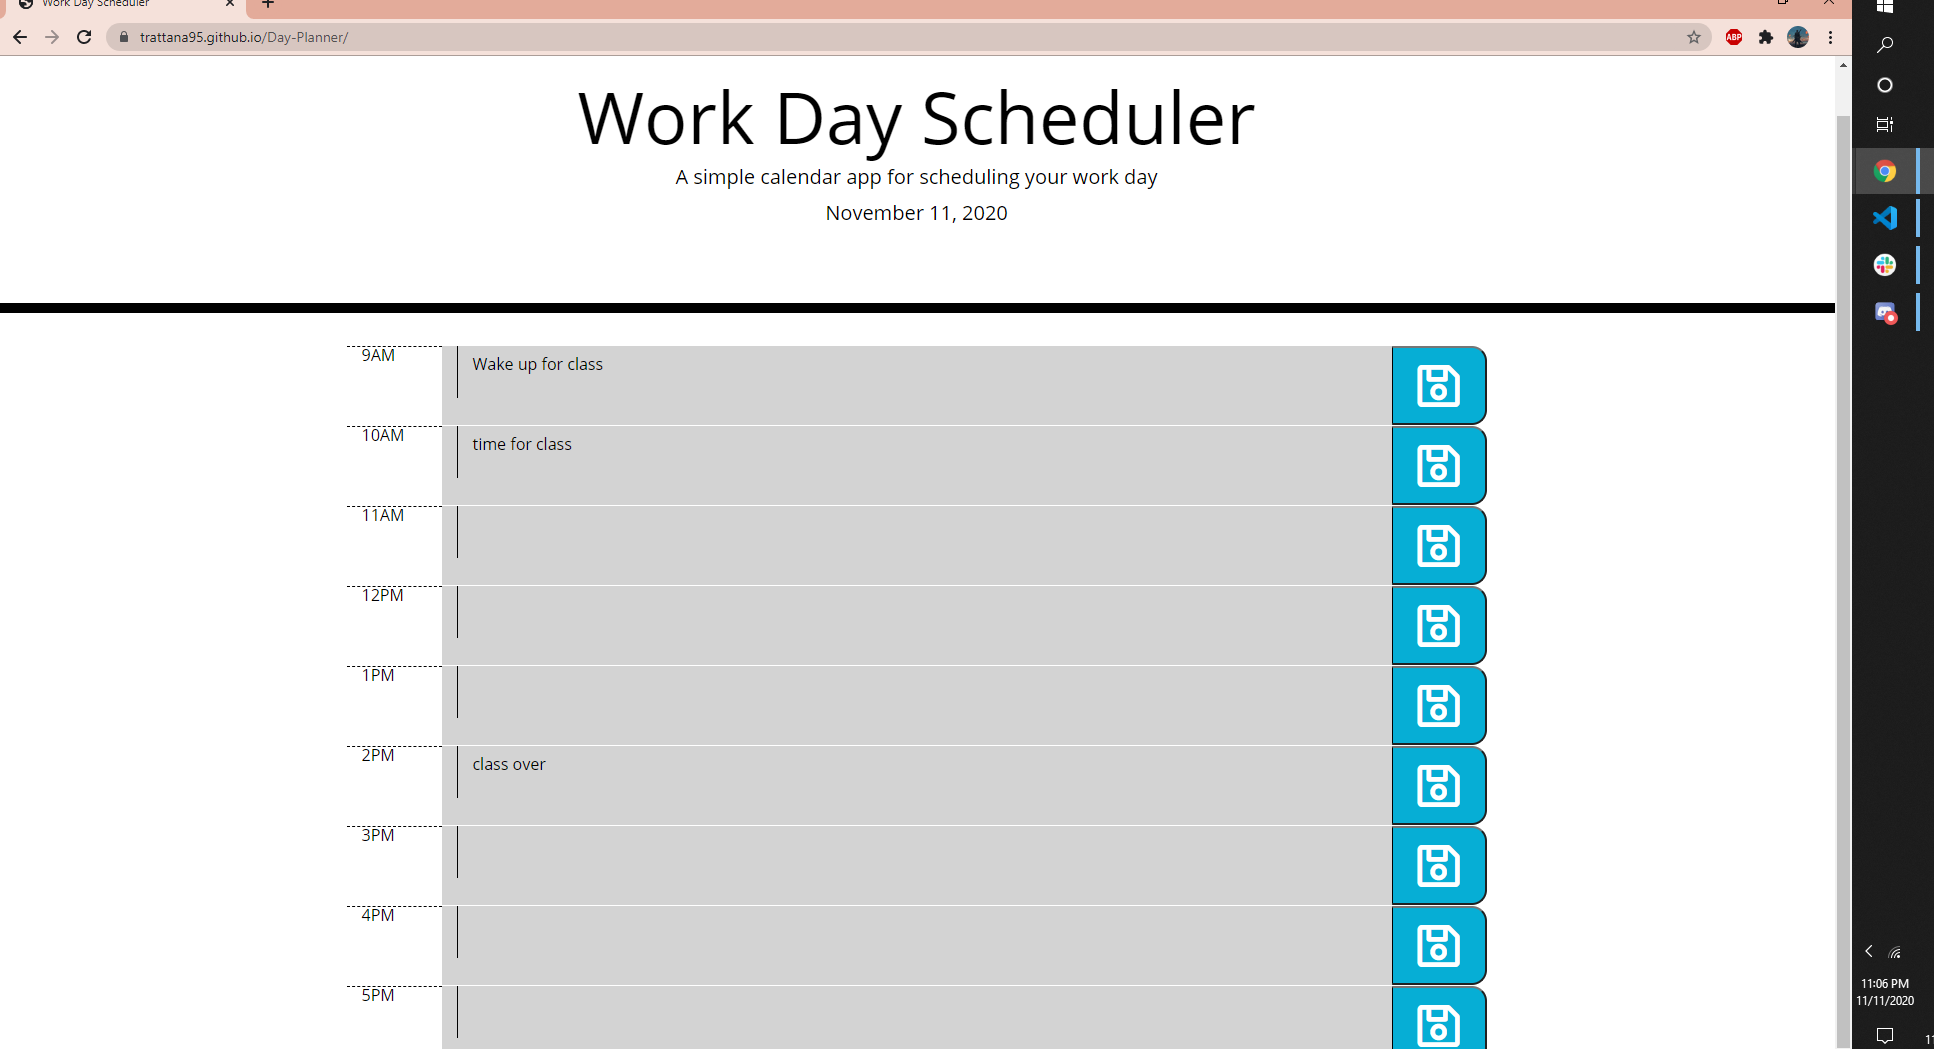 Work Day Scheduler
trattana95.github.io/Day-Planner/
ABP
Work Day Scheduler
A simple calendar app for scheduling your work day
November 11, 2020
9AM
Wake up for class
10AM
time for class
11AM
12PM
1PM
2PM
class over
3PM
4PM
5PM
11:06 PM
11/11/2020